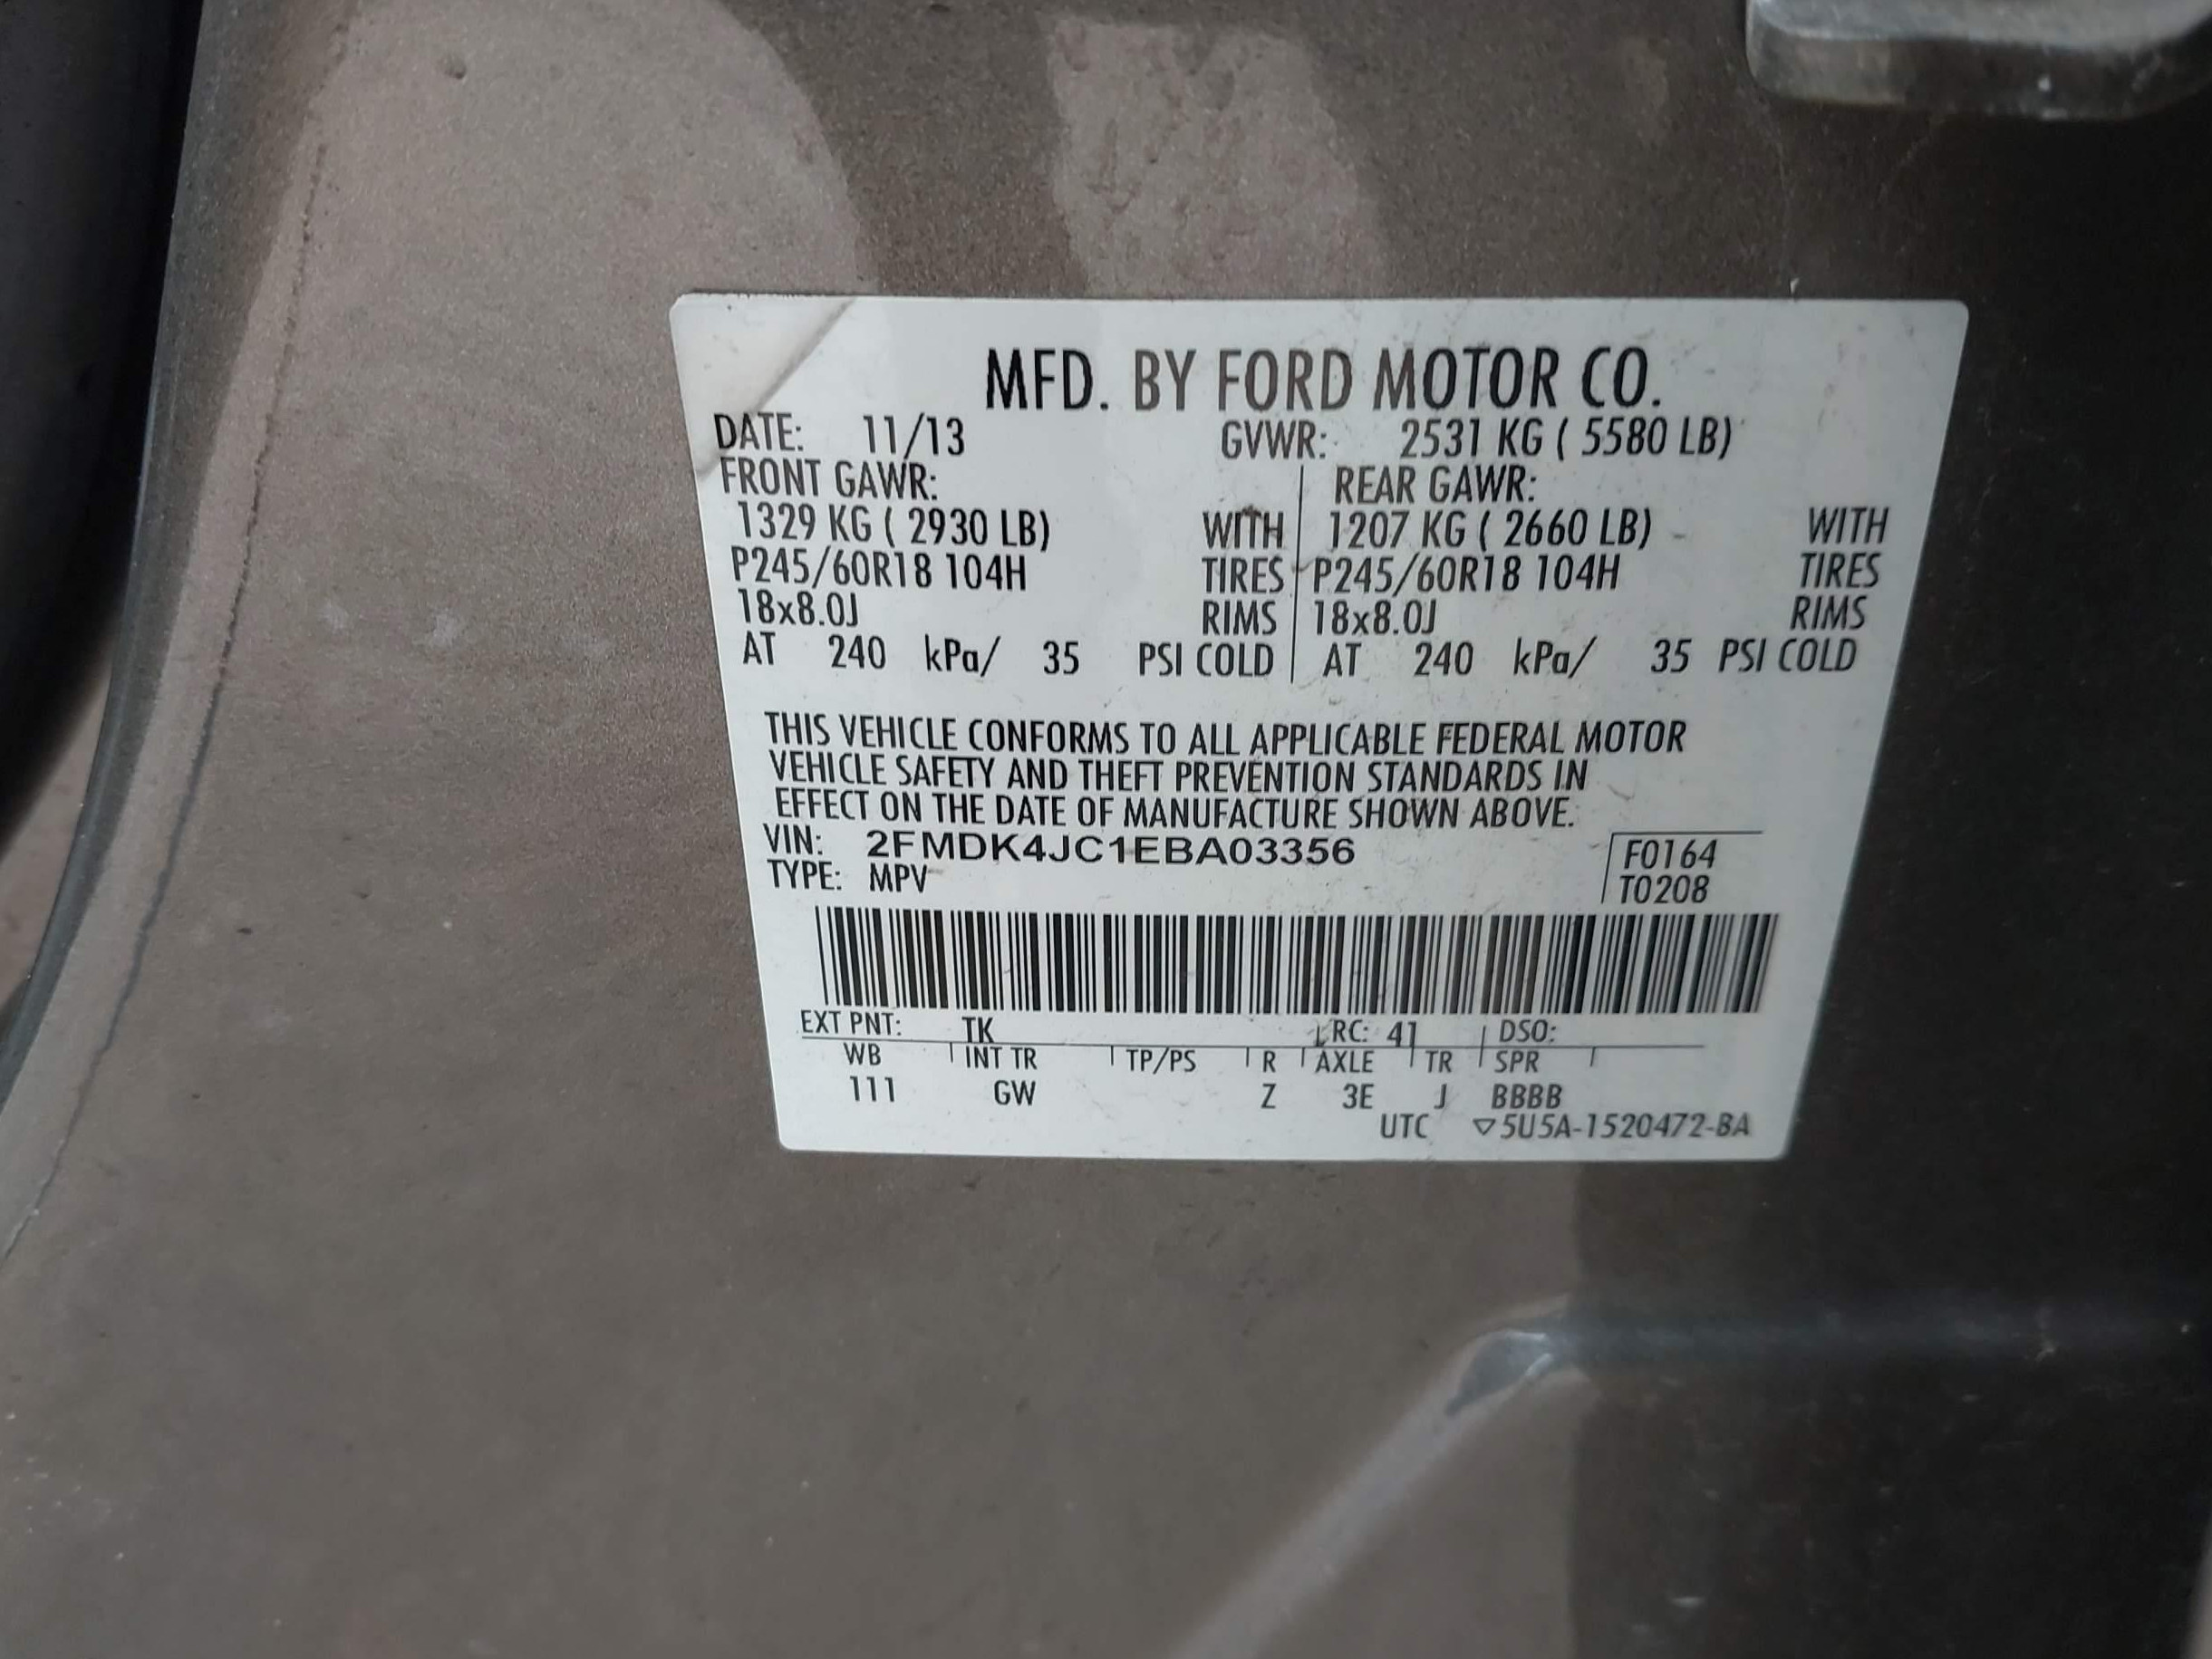 MFD. BY FORD MOTOR CO.
DATE: 11/13 GVWR: 2531 KG ( 5580 LB)
FRONT GAWR: REAR GAWR:
1329 KG ( 2930 LB) WITH 1207 KG ( 2660 LB) WITH
P245/60R18 104H TIRES P245/60R18 104H TIRES
18x8.0J RIMS 18x8.0J RIMS
AT 240 kPa/ 35 PSI COLD AT 240 kPa/ 35 PSI COLD
THIS VEHICLE CONFORMS TO ALL APPLICABLE FEDERAL MOTOR
VEHICLE SAFETY AND THEFT PREVENTION STANDARDS IN
EFFECT ON THE DATE OF MANUFACTURE SHOWN ABOVE.
VIN: 2FMDK4JC1EBA03356 F0164
TYPE: MPV T0208
EXT PNT: TK RC: 41 DSO:
WB INT TR TP/PS R AXLE TR SPR
111 GW Z 3E J BBBB
UTC ▽5U5A-1520472-BA